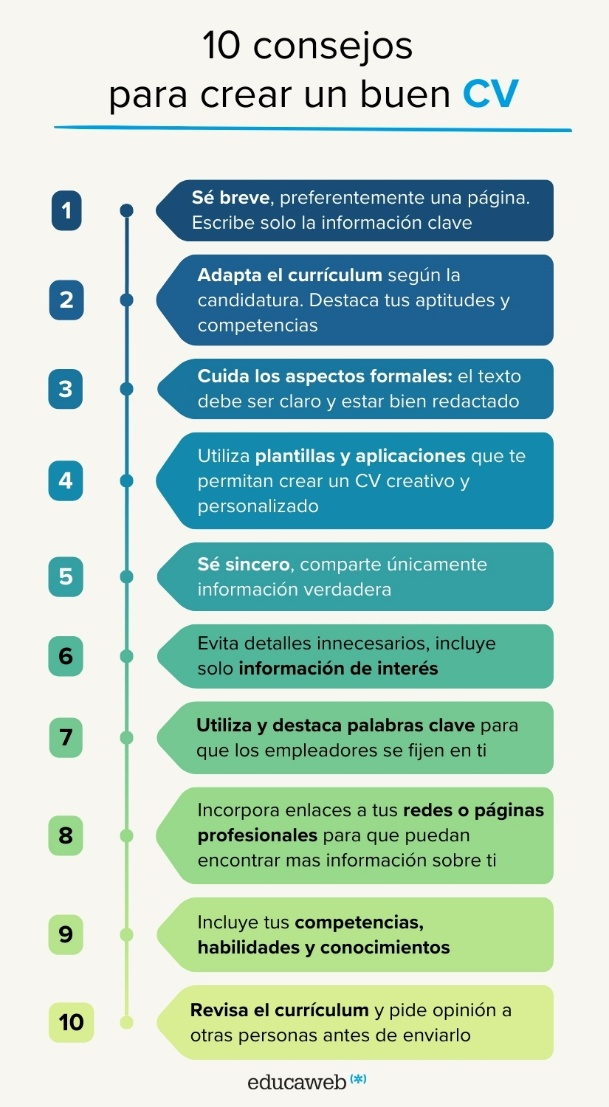 10 consejos
para crear un buen CV
1
Sé breve, preferentemente una página.
Escribe solo la información clave
2
Adapta el currículum según la
candidatura. Destaca tus aptitudes y
competencias
3
Cuida los aspectos formales: el texto
debe ser claro y estar bien redactado
4
Utiliza plantillas y aplicaciones que te
permitan crear un CV creativo y
personalizado
5
Sé sincero, comparte únicamente
información verdadera
6
Evita detalles innecesarios, incluye
solo información de interés
7
Utiliza y destaca palabras clave para
que los empleadores se fijen en ti
8
Incorpora enlaces a tus redes o páginas
profesionales para que puedan
encontrar mas información sobre ti
9
Incluye tus competencias,
habilidades y conocimientos
10
Revisa el currículum y pide opinión a
otras personas antes de enviarlo
educaweb(*)